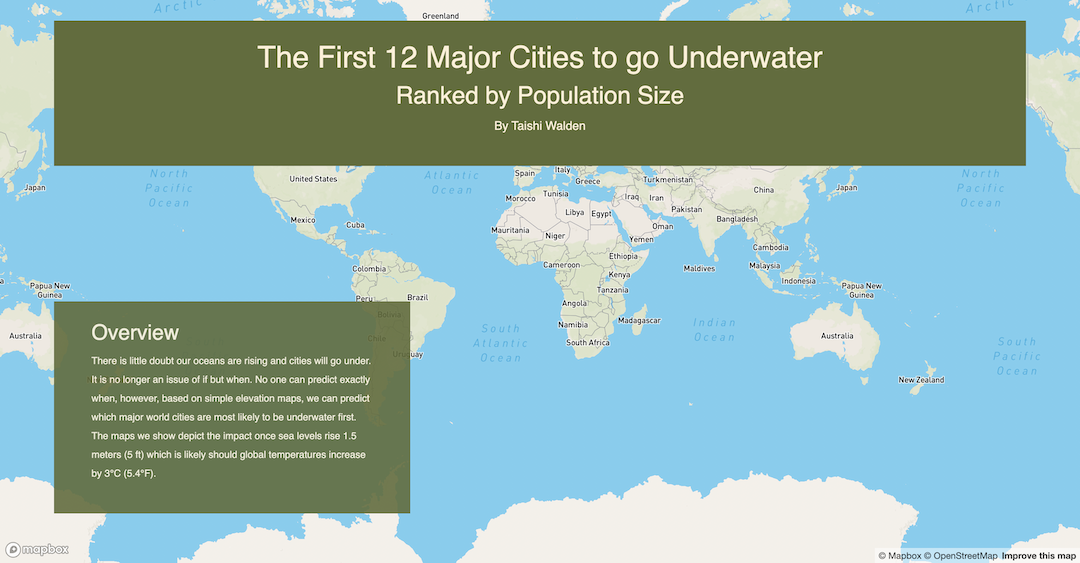 Arctic
Arctic
Greenland
The First 12 Major Cities to go Underwater
Ranked by Population Size
By Taishi Walden
North
Pacific
Ocean
Japan
United States
Mexico
Cuba
Atlantic
Ocean
Spain
Italy
Greece
Turkmenistan
Morocco
Tunisia
Libya
Egypt
Iraq
Iran
Pakistan
China
Bangladesh
Japan
North
Pacific
Ocean
Mauritania
Niger
Yemen
Oman
Cambodia
Colombia
Cameroon
Ethiopia
Kenya
Maldives
Malaysia
Indonesia
Papua New
Guinea
Papua New
Guinea
Peru
Brazil
Tanzania
Angola
Bolivia
Namibia
Madagascar
South Africa
Chile
Uruguay
South
Atlantic
Ocean
Indian
Ocean
Australia
Australia
New Zealand
South
Pacific
Ocean
Overview
There is little doubt our oceans are rising and cities will go under.
It is no longer an issue of if but when. No one can predict exactly
when, however, based on simple elevation maps, we can predict
which major world cities are most likely to be underwater first.
The maps we show depict the impact once sea levels rise 1.5
meters (5 ft) which is likely should global temperatures increase
by 3°C (5.4°F).
mapbox
© Mapbox © OpenStreetMap Improve this map